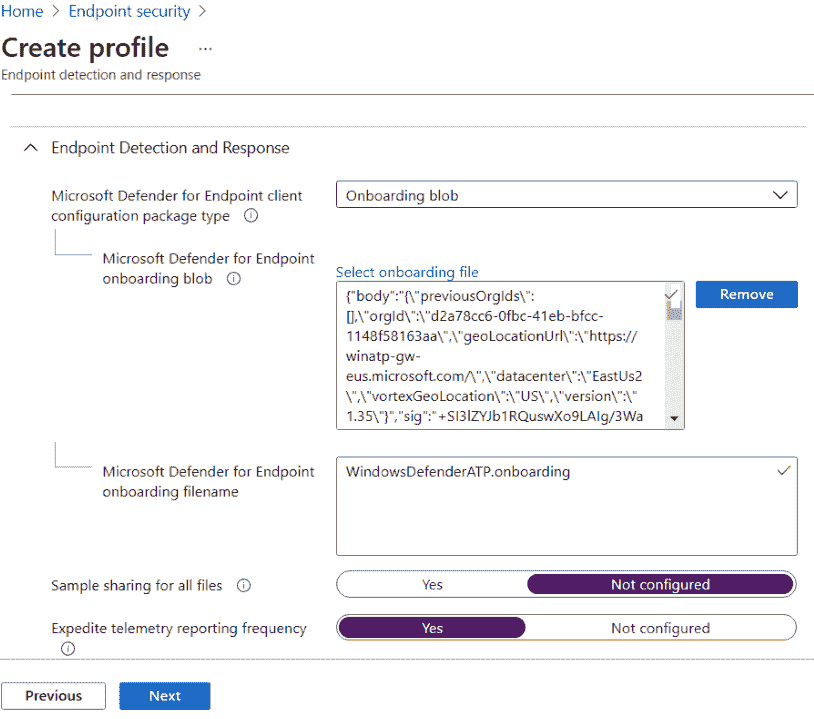 Home > Endpoint security >
Create profile ...
Endpoint detection and response
Endpoint Detection and Response
Microsoft Defender for Endpoint client
configuration package type
Onboarding blob
Microsoft Defender for Endpoint
onboarding blob
Select onboarding file
{"body":"{\"previousOrgIds\":
[],\"orgId\":\"d2a78cc6-0fbc-41eb-bfcc-
1148f58163aa\",\"geoLocationUrl\":\"https://
winatp-gw-
eus.microsoft.com/\",\"datacenter\":\"EastUs2
\",\"vortexGeoLocation\":\"US\",\"version\":\"
1.35\"}","sig":"+SI3lZYJb1RQuswXo9LAIg/3Wa
Remove
Microsoft Defender for Endpoint
onboarding filename
WindowsDefenderATP.onboarding
Sample sharing for all files
Yes
Not configured
Expedite telemetry reporting frequency
Yes
Not configured
Previous
Next